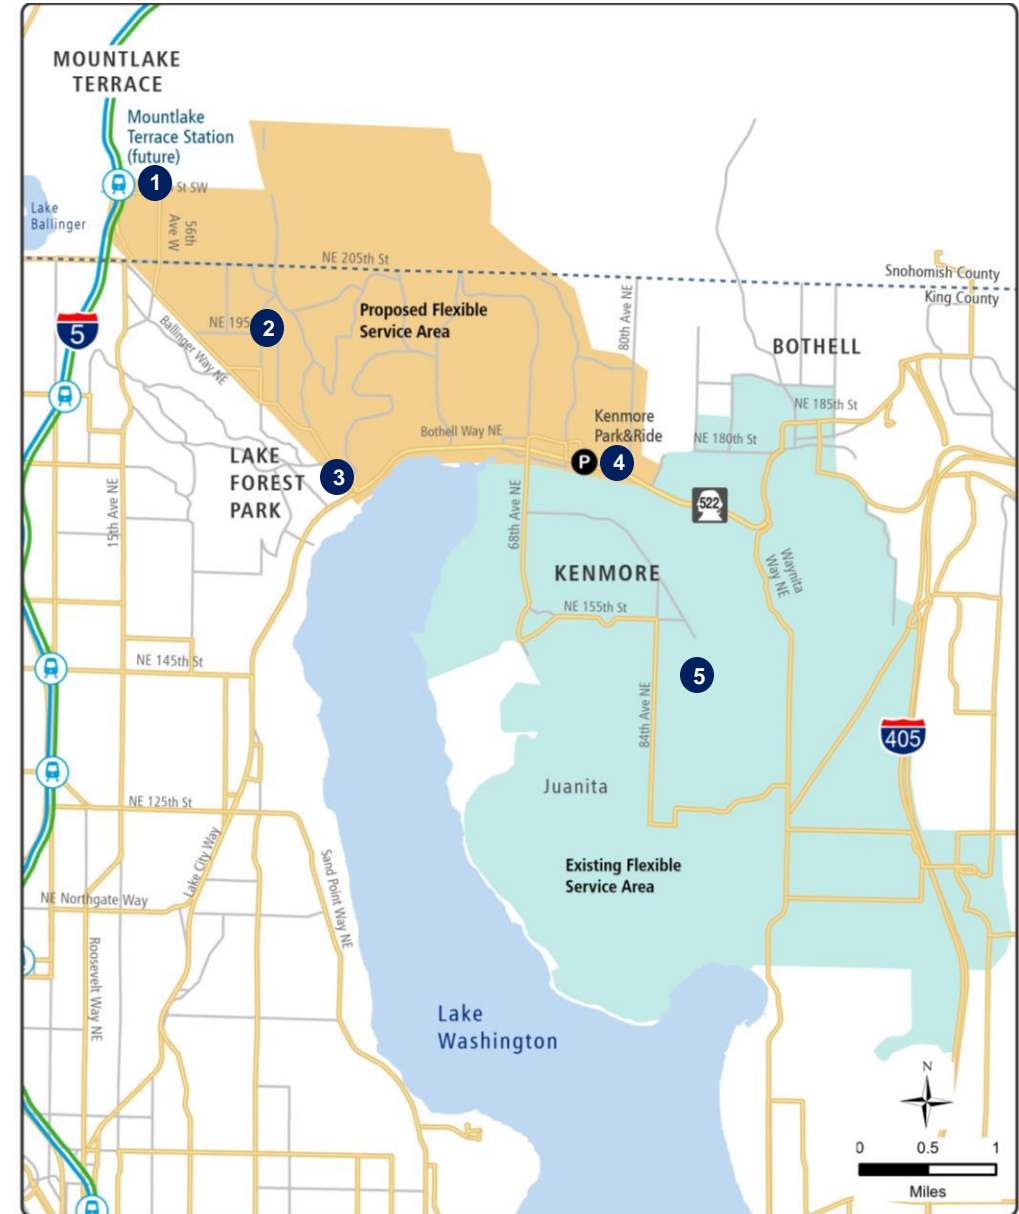 MOUNTLAKE
TERRACE
Mountlake
Terrace Station
(future)
1
St SW
Lake
Ballinger
56th
Ave W
NE 205th St
Snohomish County
King County
5
NE 195
2
Proposed Flexible
Service Area
80th Ave NE
Ballinger Way NE
BOTHELL
NE 185th St
Kenmore
Park&Ride
Bothell Way NE
NE 180th St
LAKE
FOREST
PARK
3
P
4
522
15th Ave NE
68th Ave NE
KENMORE
Waynita
Way NE
NE 155th St
NE 145th St
5
84th Ave NE
405
Juanita
NE 125th St
Lake City Way
Sand Point Way NE
Existing Flexible
Service Area
NE Northgate Way
Roosevelt Way NE
Lake
Washington
N
0 0.5 1
Miles